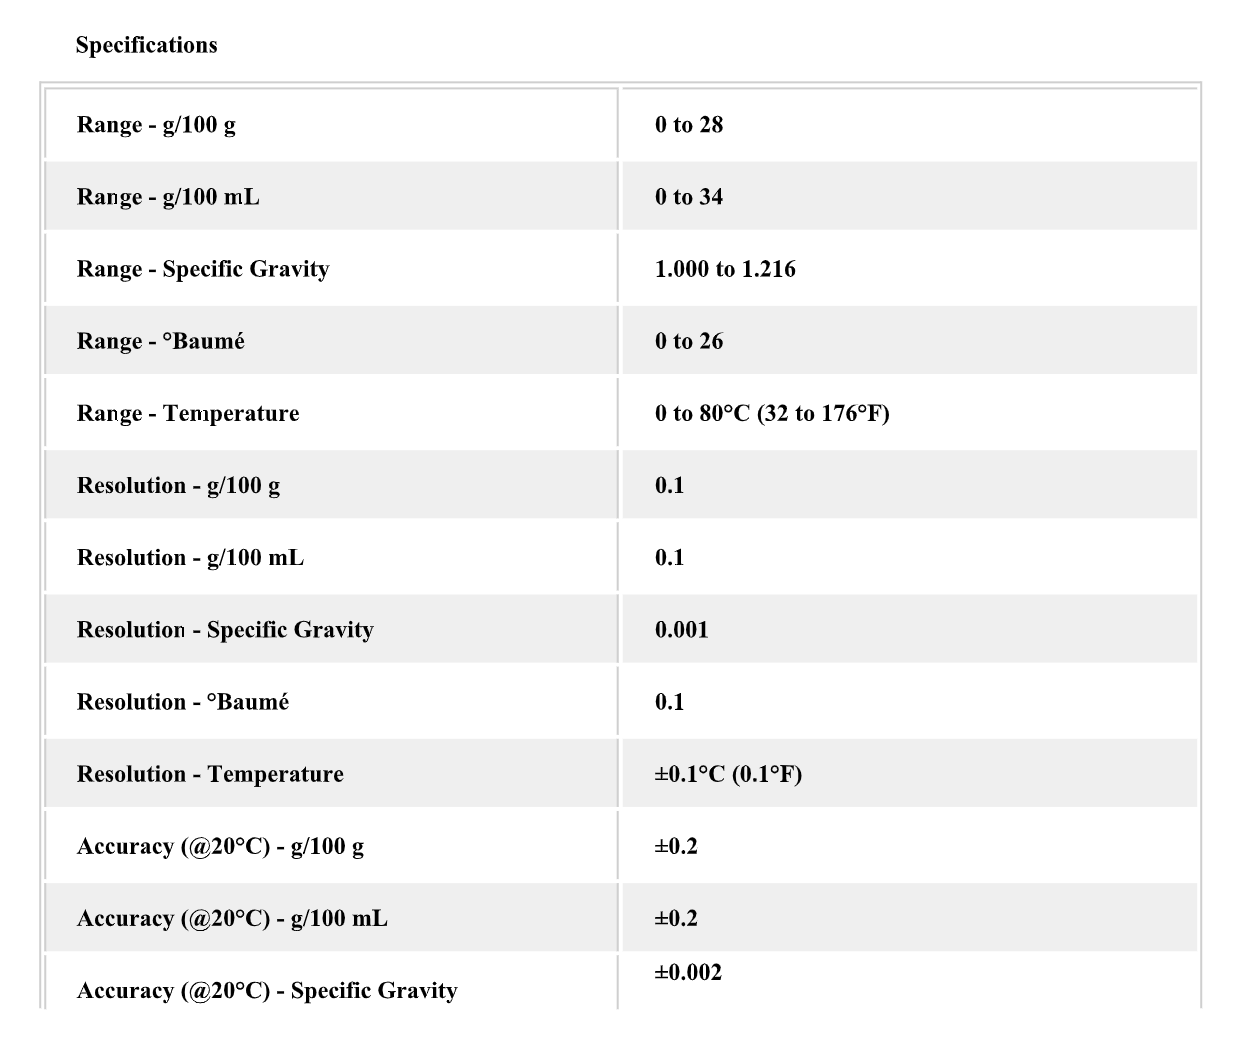 Specifications
Range - g/100 g 0 to 28
Range - g/100 mL 0 to 34
Range - Specific Gravity 1.000 to 1.216
Range - °Baumé 0 to 26
Range - Temperature 0 to 80°C (32 to 176°F)
Resolution - g/100 g 0.1
Resolution - g/100 mL 0.1
Resolution - Specific Gravity 0.001
Resolution - °Baumé 0.1
Resolution - Temperature ±0.1°C (0.1°F)
Accuracy (@20°C) - g/100 g ±0.2
Accuracy (@20°C) - g/100 mL ±0.2
Accuracy (@20°C) - Specific Gravity ±0.002